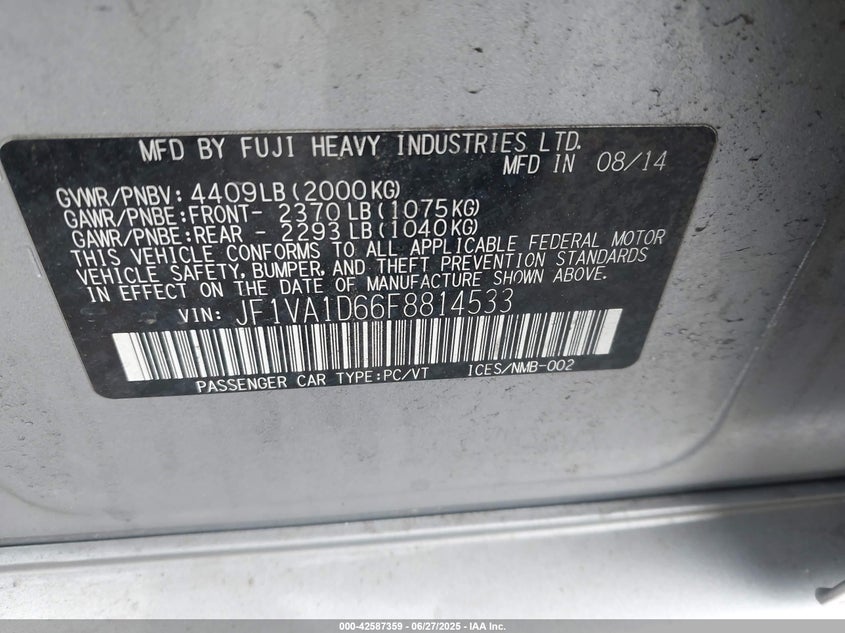 MFD BY FUJI HEAVY INDUSTRIES LTD.
MFD IN 08/14
GVWR/PNBV: 4409LB(2000KG)
GAWR/PNBE:FRONT- 2370LB(1075KG)
GAWR/PNBE:REAR - 2293LB(1040KG)
THIS VEHICLE CONFORMS TO ALL APPLICABLE FEDERAL MOTOR
VEHICLE SAFETY, BUMPER, AND THEFT PREVENTION STANDARDS
IN EFFECT ON THE DATE OF MANUFACTURE SHOWN ABOVE.
VIN: JF1VA1D66F8814533
PASSENGER CAR TYPE:PC/VT ICES/NMB-002
000-42587359 - 06/27/2025 - IAA Inc.